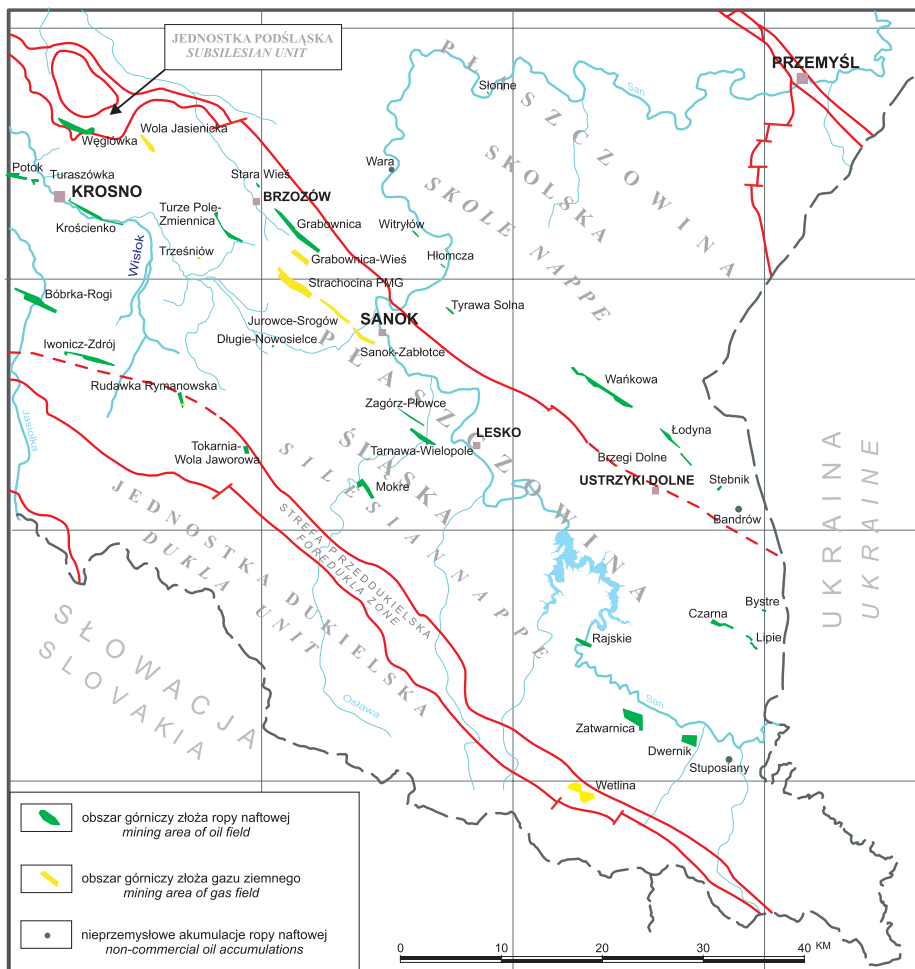 JEDNOSTKA PODŚLĄSKA
SUBSILESIAN UNIT
PŁASZCZOWINA
SKOLSKA
SKOLE NAPPE
PRZEMYŚL
Słonne
San
Węglówka
Wola Jasienicka
Potok
Turaszówka
KROSNO
Krościenko
Stara Wieś
BRZOZÓW
Wara
Turze Pole-
Zmiennica
Grabownica
Witryłów
Trześniów
Wisłok
Grabownica-Wieś
Hłomcza
Strachocina PMG
Bóbrka-Rogi
Tyrawa Solna
Jurowce-Srogów
SANOK
Długie-Nowosielce
Sanok-Zabłotce
Iwonicz-Zdrój
Rudawka Rymanowska
Wańkowa
Jasiołka
Zagórz-Płowce
LESKO
Łodyna
Tokarnia-
Wola Jaworowa
Tarnawa-Wielopole
Brzegi Dolne
USTRZYKI DOLNE
Stebnik
Mokre
Bandrów
PŁASZCZOWINA
ŚLĄSKA
SILESIAN NAPPE
STREFA PRZEDDUKIELSKA
FOREDUKLA ZONE
JEDNOSTKA DUKIELSKA
DUKLA UNIT
UKRAINA
UKRAINE
SŁOWACJA
SLOVAKIA
Bystre
Czarna
Lipie
Rajskie
Osława
San
Zatwarnica
Dwernik
Stuposiany
Wetlina
obszar górniczy złoża ropy naftowej
mining area of oil field
obszar górniczy złoża gazu ziemnego
mining area of gas field
nieprzemysłowe akumulacje ropy naftowej
non-commercial oil accumulations
0 10 20 30 40 KM